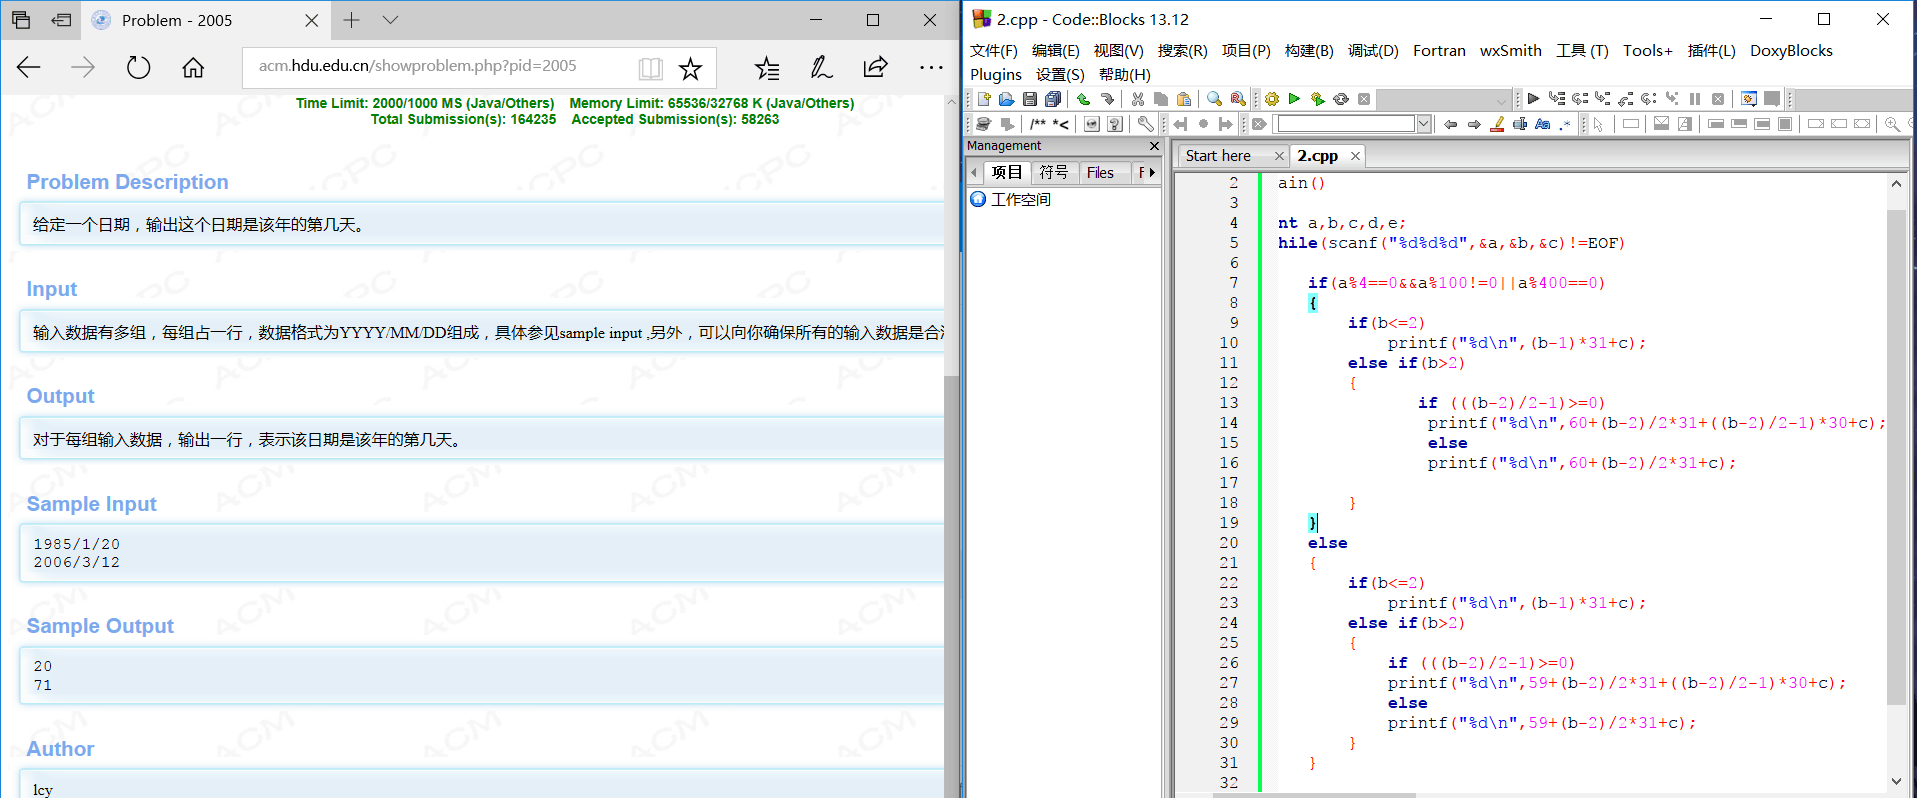 Problem - 2005
acm.hdu.edu.cn/showproblem.php?pid=2005
Time Limit: 2000/1000 MS (Java/Others) Memory Limit: 65536/32768 K (Java/Others)
Total Submission(s): 164235 Accepted Submission(s): 58263
Problem Description
给定一个日期，输出这个日期是该年的第几天。
Input
输入数据有多组，每组占一行，数据格式为YYYY/MM/DD组成，具体参见sample input ,另外，可以向你确保所有的输入数据是合
Output
对于每组输入数据，输出一行，表示该日期是该年的第几天。
Sample Input
1985/1/20
2006/3/12
Sample Output
20
71
Author
lcy
2.cpp - Code::Blocks 13.12
文件(F) 编辑(E) 视图(V) 搜索(R) 项目(P) 构建(B) 调试(D) Fortran wxSmith 工具 (T) Tools+ 插件(L) DoxyBlocks
Plugins 设置(S) 帮助(H)
/** *<
Management
项目 符号 Files F
工作空间
Start here 2.cpp
2 ain()
3
4 nt a,b,c,d,e;
5 hile(scanf("%d%d%d",&a,&b,&c)!=EOF)
6
7 if(a%4==0&&a%100!=0||a%400==0)
8 {
9 if(b<=2)
10 printf("%d\n",(b-1)*31+c);
11 else if(b>2)
12 {
13 if (((b-2)/2-1)>=0)
14 printf("%d\n",60+(b-2)/2*31+((b-2)/2-1)*30+c);
15 else
16 printf("%d\n",60+(b-2)/2*31+c);
17
18 }
19 }
20 else
21 {
22 if(b<=2)
23 printf("%d\n",(b-1)*31+c);
24 else if(b>2)
25 {
26 if (((b-2)/2-1)>=0)
27 printf("%d\n",59+(b-2)/2*31+((b-2)/2-1)*30+c);
28 else
29 printf("%d\n",59+(b-2)/2*31+c);
30 }
31 }
32